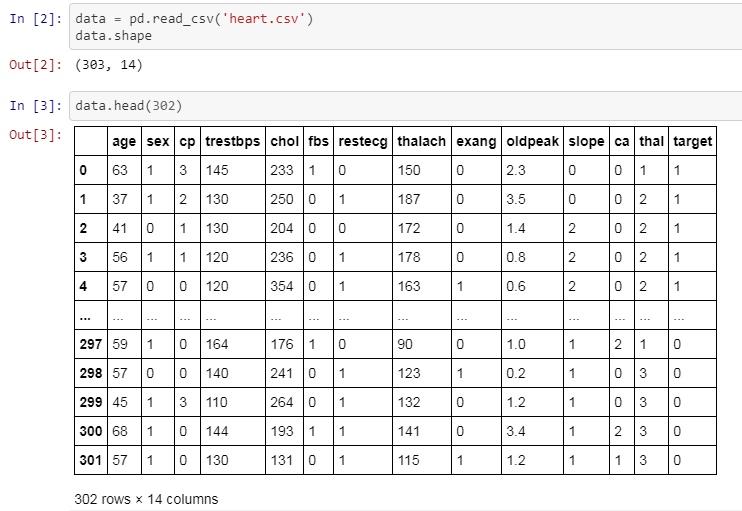 In [2]: data = pd.read_csv('heart.csv')
data.shape
Out[2]: (303, 14)
In [3]: data.head(302)
Out[3]:
age sex cp trestbps chol fbs restecg thalach exang oldpeak slope ca thal target
0 63 1 3 145 233 1 0 150 0 2.3 0 0 1 1
1 37 1 2 130 250 0 1 187 0 3.5 0 0 2 1
2 41 0 1 130 204 0 0 172 0 1.4 2 0 2 1
3 56 1 1 120 236 0 1 178 0 0.8 2 0 2 1
4 57 0 0 120 354 0 1 163 1 0.6 2 0 2 1
... ... ... ... ... ... ... ... ... ... ... ... ... ... ...
297 59 1 0 164 176 1 0 90 0 1.0 1 2 1 0
298 57 0 0 140 241 0 1 123 1 0.2 1 0 3 0
299 45 1 3 110 264 0 1 132 0 1.2 1 0 3 0
300 68 1 0 144 193 1 1 141 0 3.4 1 2 3 0
301 57 1 0 130 131 0 1 115 1 1.2 1 1 3 0
302 rows × 14 columns